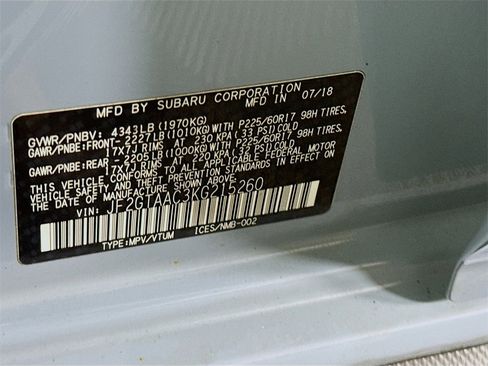 MFD BY SUBARU CORPORATION 07/18
GVWR/PNBV: 4343LB(1970KG)
GAWR/PNBE:FRONT- 2227LB(1010KG)WITH P225/60R17 98H TIRES,
17X7J RIMS AT 230 KPA(33 PSI)COLD
GAWR/PNBE:REAR- 2205LB(1000KG)WITH P225/60R17 98H TIRES,
17X7J RIMS AT 220 KPA(32 PSI)COLD
THIS VEHICLE CONFORMS TO ALL APPLICABLE FEDERAL MOTOR
VEHICLE SAFETY, BUMPER, AND THEFT PREVENTION STANDARDS
IN EFFECT ON THE DATE OF MANUFACTURE SHOWN ABOVE.
VIN: JF2GTAAC3KG215260
TYPE:MPV/VTUM ICES/NMB-002